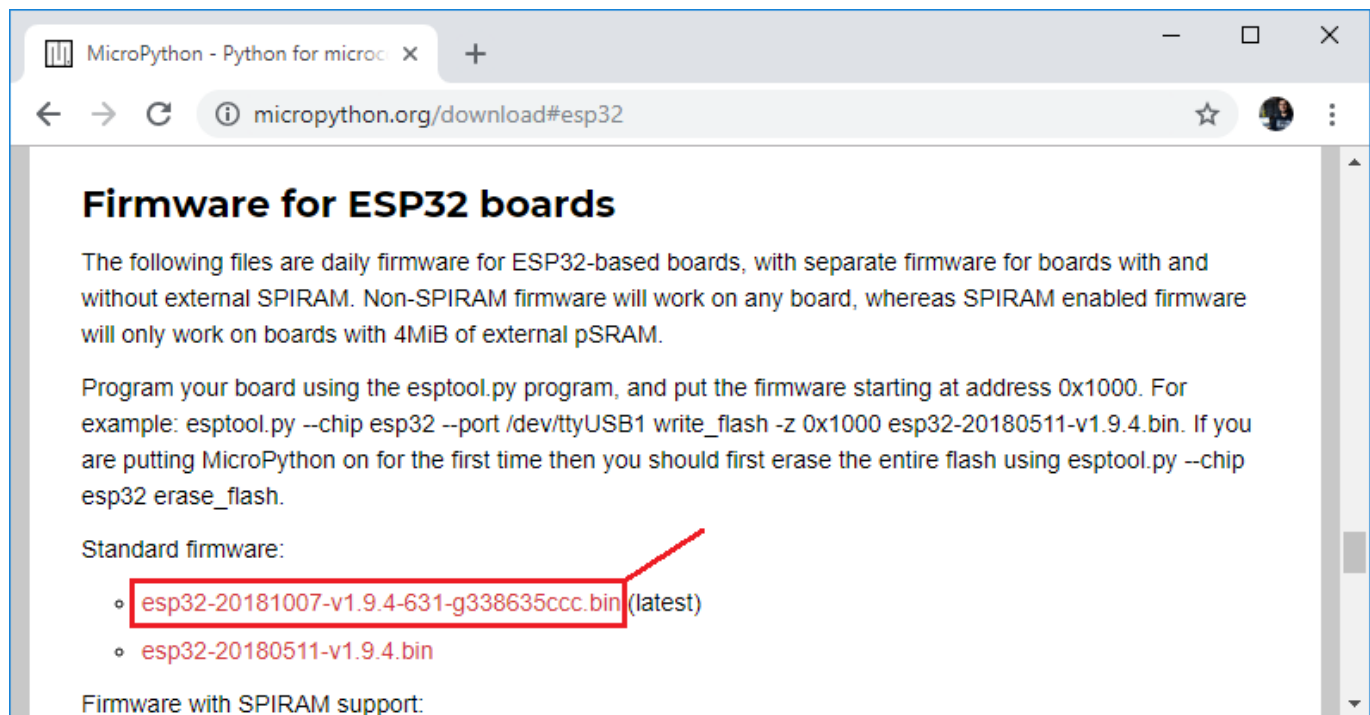 MicroPython - Python for microc
micropython.org/download#esp32
Firmware for ESP32 boards
The following files are daily firmware for ESP32-based boards, with separate firmware for boards with and
without external SPIRAM. Non-SPIRAM firmware will work on any board, whereas SPIRAM enabled firmware
will only work on boards with 4MiB of external pSRAM.
Program your board using the esptool.py program, and put the firmware starting at address 0x1000. For
example: esptool.py --chip esp32 --port /dev/ttyUSB1 write_flash -z 0x1000 esp32-20180511-v1.9.4.bin. If you
are putting MicroPython on for the first time then you should first erase the entire flash using esptool.py --chip
esp32 erase_flash.
Standard firmware:
esp32-20181007-v1.9.4-631-g338635ccc.bin (latest)
esp32-20180511-v1.9.4.bin
Firmware with SPIRAM support: